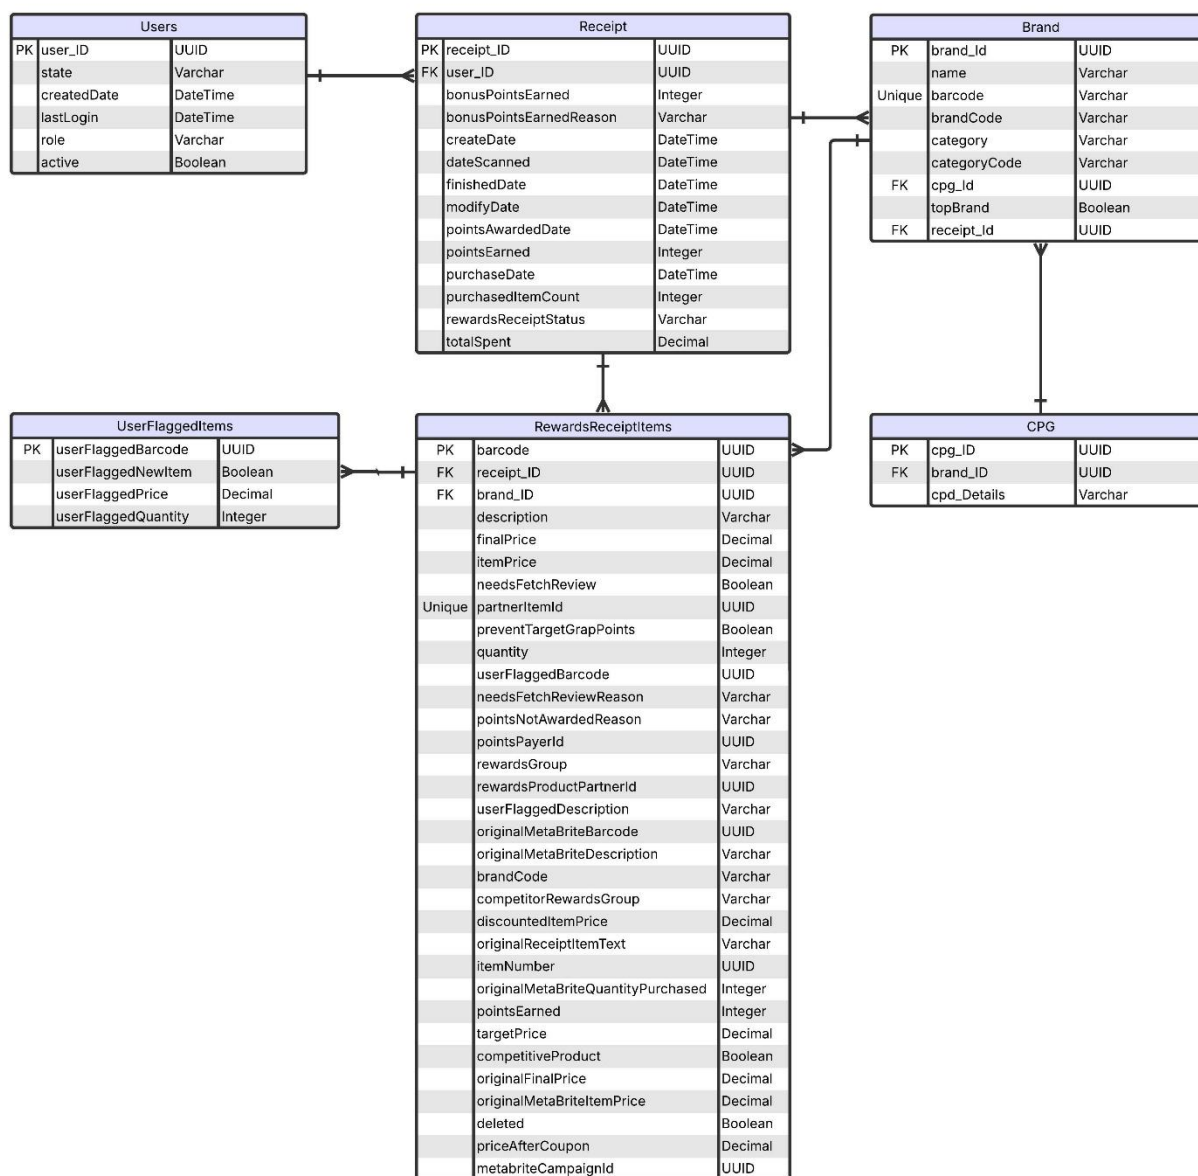 Users
PK user_ID UUID
state Varchar
createdDate DateTime
lastLogin DateTime
role Varchar
active Boolean
Receipt
PK receipt_ID UUID
FK user_ID UUID
bonusPointsEarned Integer
bonusPointsEarnedReason Varchar
createDate DateTime
dateScanned DateTime
finishedDate DateTime
modifyDate DateTime
pointsAwardedDate DateTime
pointsEarned Integer
purchaseDate DateTime
purchasedItemCount Integer
rewardsReceiptStatus Varchar
totalSpent Decimal
Brand
PK brand_Id UUID
name Varchar
Unique barcode Varchar
brandCode Varchar
category Varchar
categoryCode Varchar
FK cpg_Id UUID
topBrand Boolean
FK receipt_Id UUID
UserFlaggedItems
PK userFlaggedBarcode UUID
userFlaggedNewItem Boolean
userFlaggedPrice Decimal
userFlaggedQuantity Integer
RewardsReceiptItems
PK barcode UUID
FK receipt_ID UUID
FK brand_ID UUID
description Varchar
finalPrice Decimal
itemPrice Decimal
needsFetchReview Boolean
Unique partnerItemId UUID
preventTargetGrapPoints Boolean
quantity Integer
userFlaggedBarcode UUID
needsFetchReviewReason Varchar
pointsNotAwardedReason Varchar
pointsPayerId UUID
rewardsGroup Varchar
rewardsProductPartnerId UUID
userFlaggedDescription Varchar
originalMetaBriteBarcode UUID
originalMetaBriteDescription Varchar
brandCode Varchar
competitorRewardsGroup Varchar
discountedItemPrice Decimal
originalReceiptItemText Varchar
itemNumber UUID
originalMetaBriteQuantityPurchased Integer
pointsEarned Integer
targetPrice Decimal
competitiveProduct Boolean
originalFinalPrice Decimal
originalMetaBriteItemPrice Decimal
deleted Boolean
priceAfterCoupon Decimal
metabriteCampaignId UUID
CPG
PK cpg_ID UUID
FK brand_ID UUID
cpd_Details Varchar